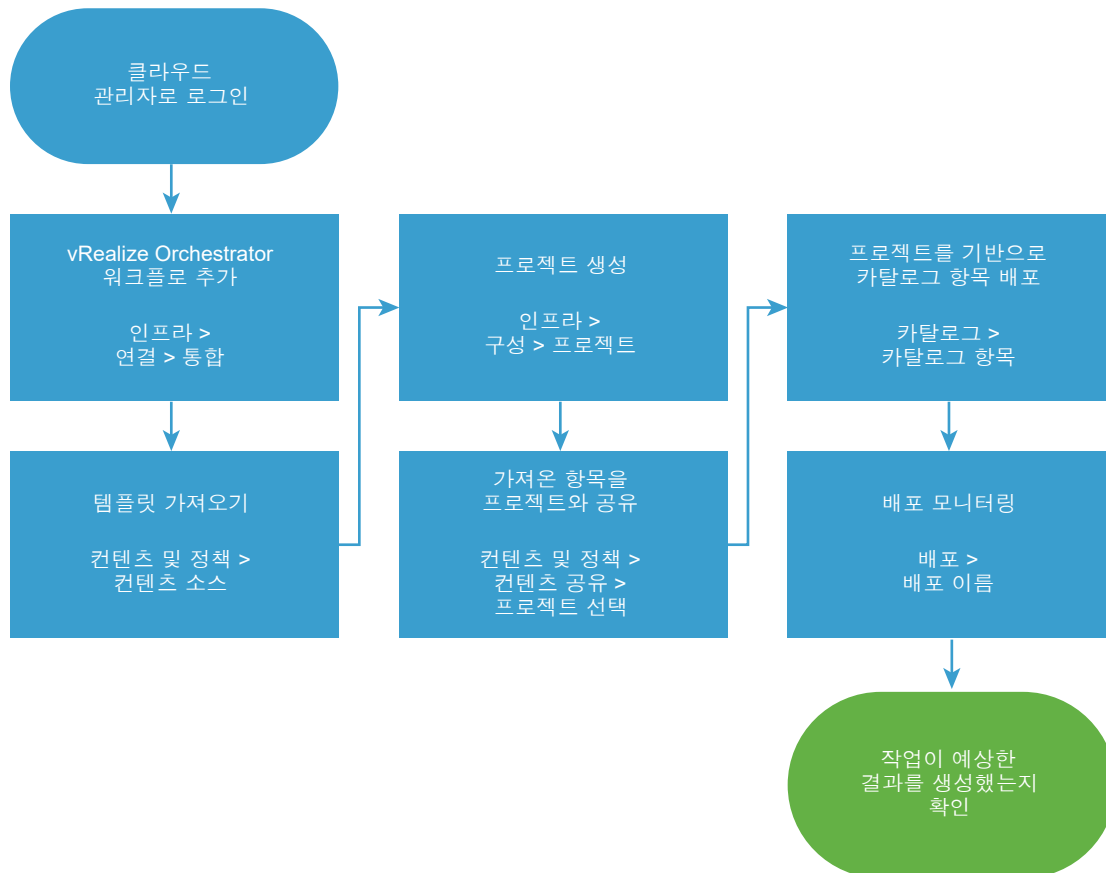 클라우드
관리자로 로그인
vRealize Orchestrator
워크플로 추가
인프라 >
연결 > 통합
템플릿 가져오기
컨텐츠 및 정책 >
컨텐츠 소스
프로젝트 생성
인프라 >
구성 > 프로젝트
가져온 항목을
프로젝트와 공유
컨텐츠 및 정책 >
컨텐츠 공유 >
프로젝트 선택
프로젝트를 기반으로
카탈로그 항목 배포
카탈로그 >
카탈로그 항목
배포 모니터링
배포 >
배포 이름
작업이 예상한
결과를 생성했는지
확인